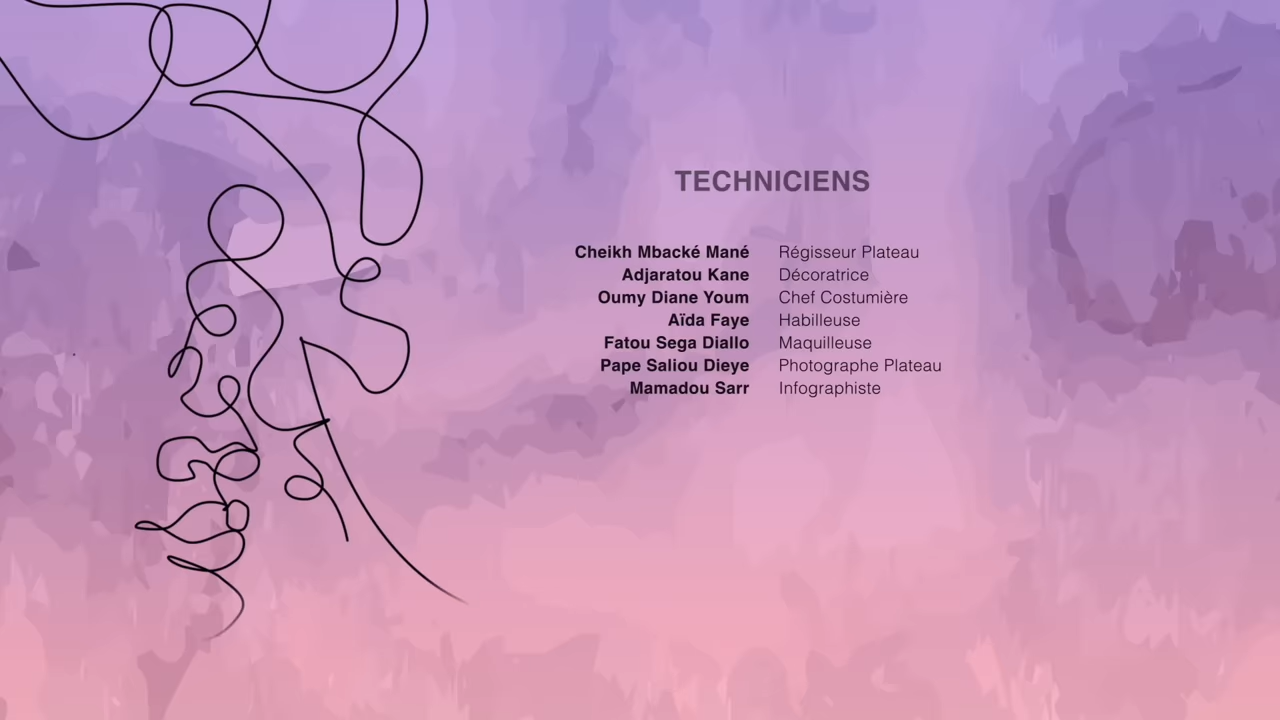 TECHNICIENS
Cheikh Mbacké Mané Régisseur Plateau
Adjaratou Kane Décoratrice
Oumy Diane Youm Chef Costumière
Aïda Faye Habilleuse
Fatou Sega Diallo Maquilleuse
Pape Saliou Dieye Photographe Plateau
Mamadou Sarr Infographiste